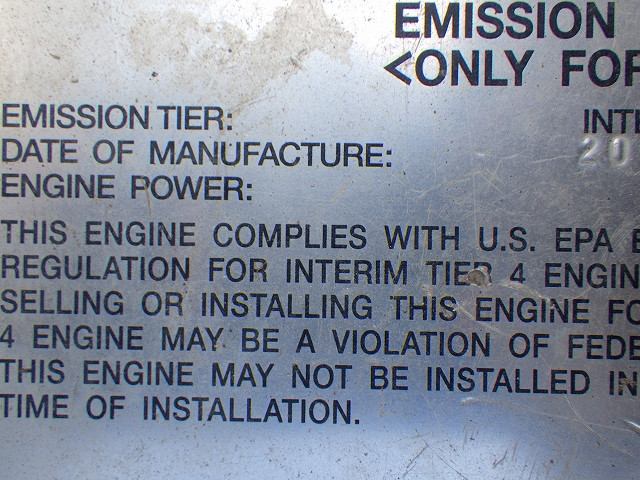 EMISSION
<ONLY FOR
EMISSION TIER: INTE
DATE OF MANUFACTURE: 20
ENGINE POWER:
THIS ENGINE COMPLIES WITH U.S. EPA E
REGULATION FOR INTERIM TIER 4 ENGIN
SELLING OR INSTALLING THIS ENGINE FO
4 ENGINE MAY BE A VIOLATION OF FEDE
THIS ENGINE MAY NOT BE INSTALLED IN
TIME OF INSTALLATION.